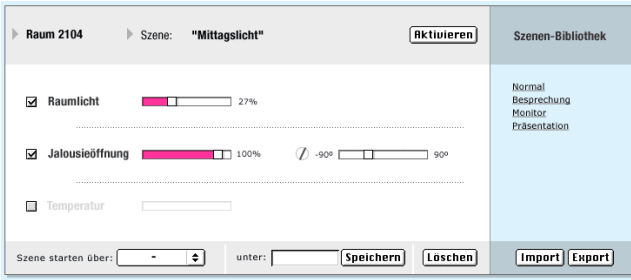 Raum 2104 Szene: "Mittagslicht" Aktivieren
Szenen-Bibliothek
Raumlicht 27%
Jalousieöffnung 100% -90º 90º
Temperatur
Normal
Besprechung
Monitor
Präsentation
Szene starten über: - unter: Speichern Löschen
Import Export